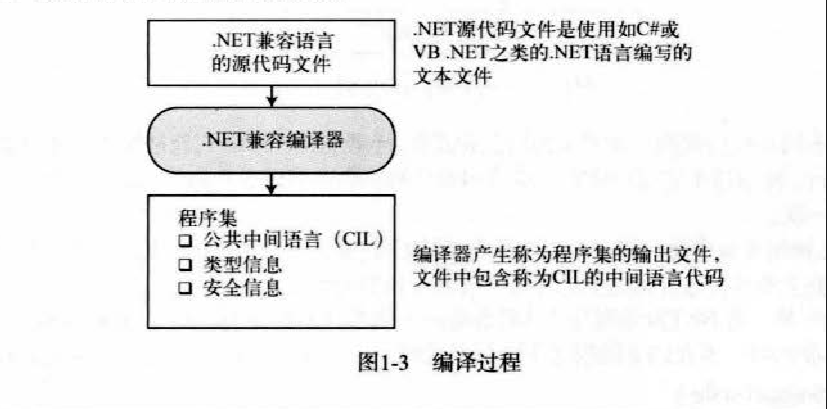 .NET兼容语言
的源代码文件
.NET源代码文件是使用如C#或
VB .NET之类的.NET语言编写的
文本文件
.NET兼容编译器
程序集
□ 公共中间语言（CIL）
□ 类型信息
□ 安全信息
编译器产生称为程序集的输出文件，
文件中包含称为CIL的中间语言代码
图1-3 编译过程